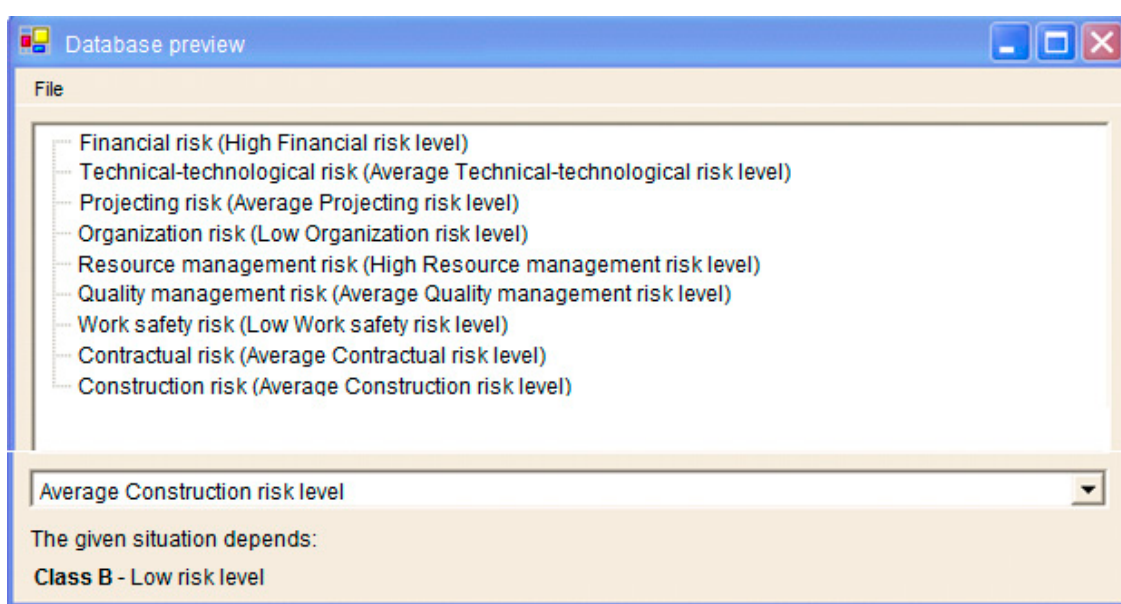 Database preview
File
Financial risk (High Financial risk level)
Technical-technological risk (Average Technical-technological risk level)
Projecting risk (Average Projecting risk level)
Organization risk (Low Organization risk level)
Resource management risk (High Resource management risk level)
Quality management risk (Average Quality management risk level)
Work safety risk (Low Work safety risk level)
Contractual risk (Average Contractual risk level)
Construction risk (Average Construction risk level)
Average Construction risk level
The given situation depends:
Class B - Low risk level